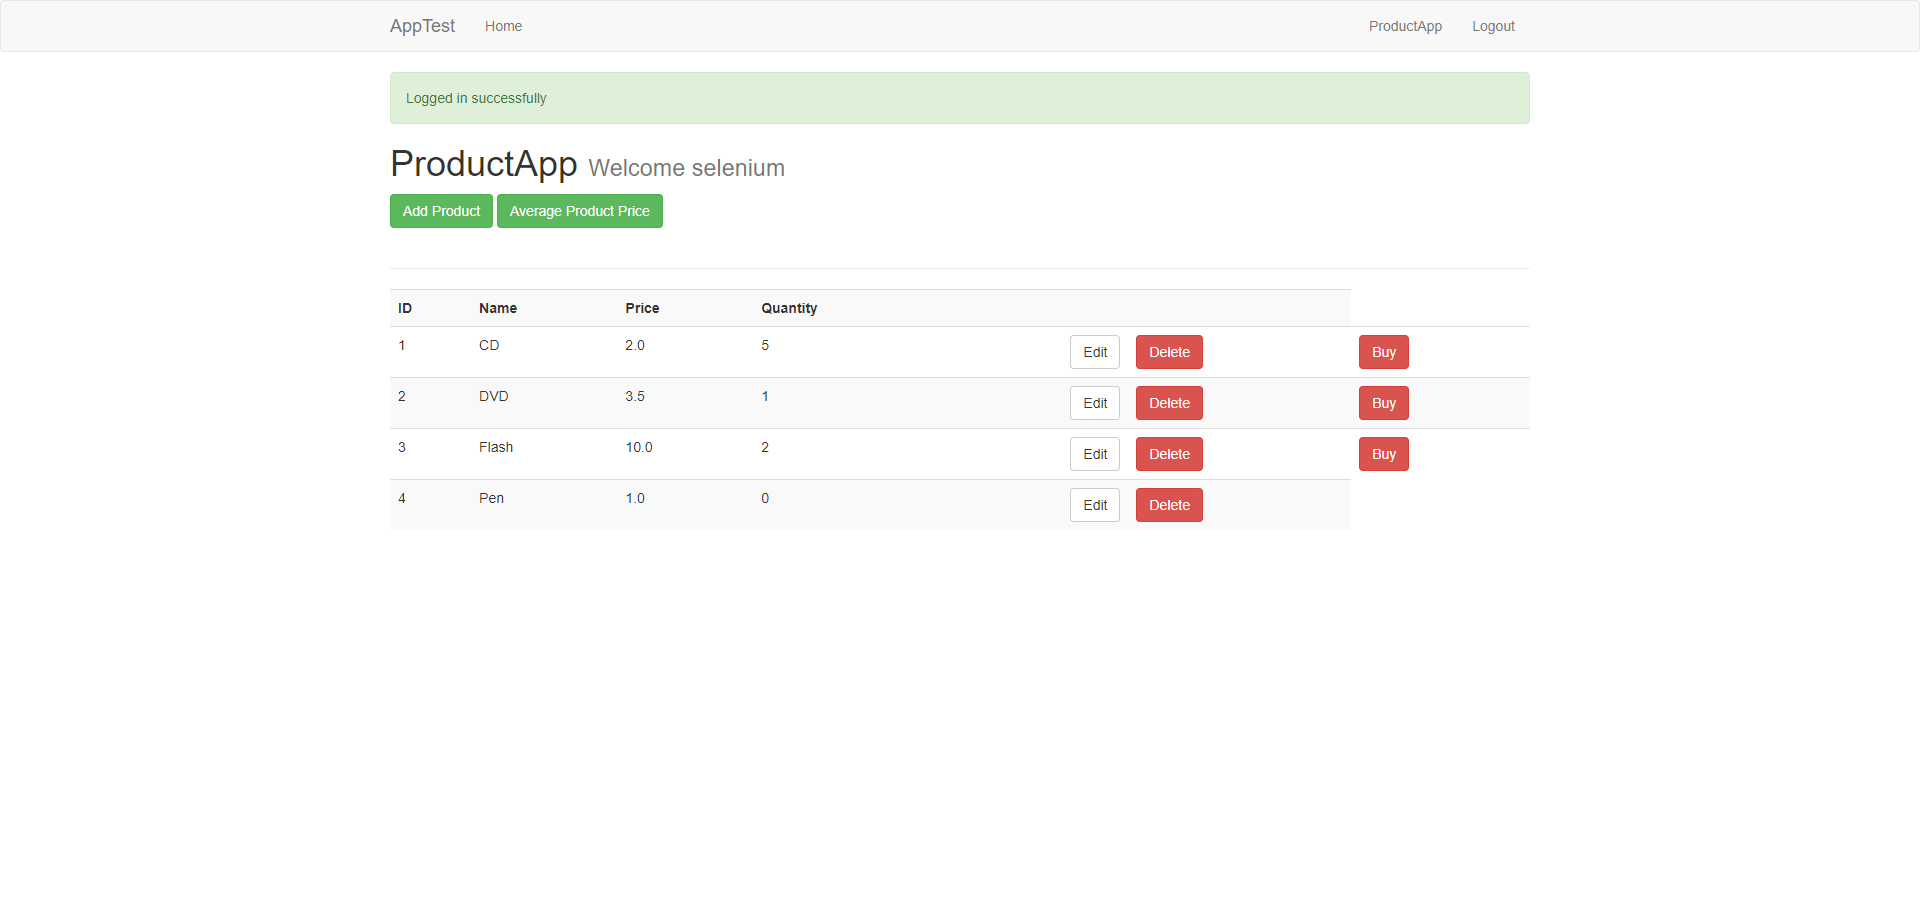 AppTest Home ProductApp Logout
Logged in successfully
ProductApp Welcome selenium
Add Product Average Product Price
ID Name Price Quantity
1 CD 2.0 5 Edit Delete Buy
2 DVD 3.5 1 Edit Delete Buy
3 Flash 10.0 2 Edit Delete Buy
4 Pen 1.0 0 Edit Delete